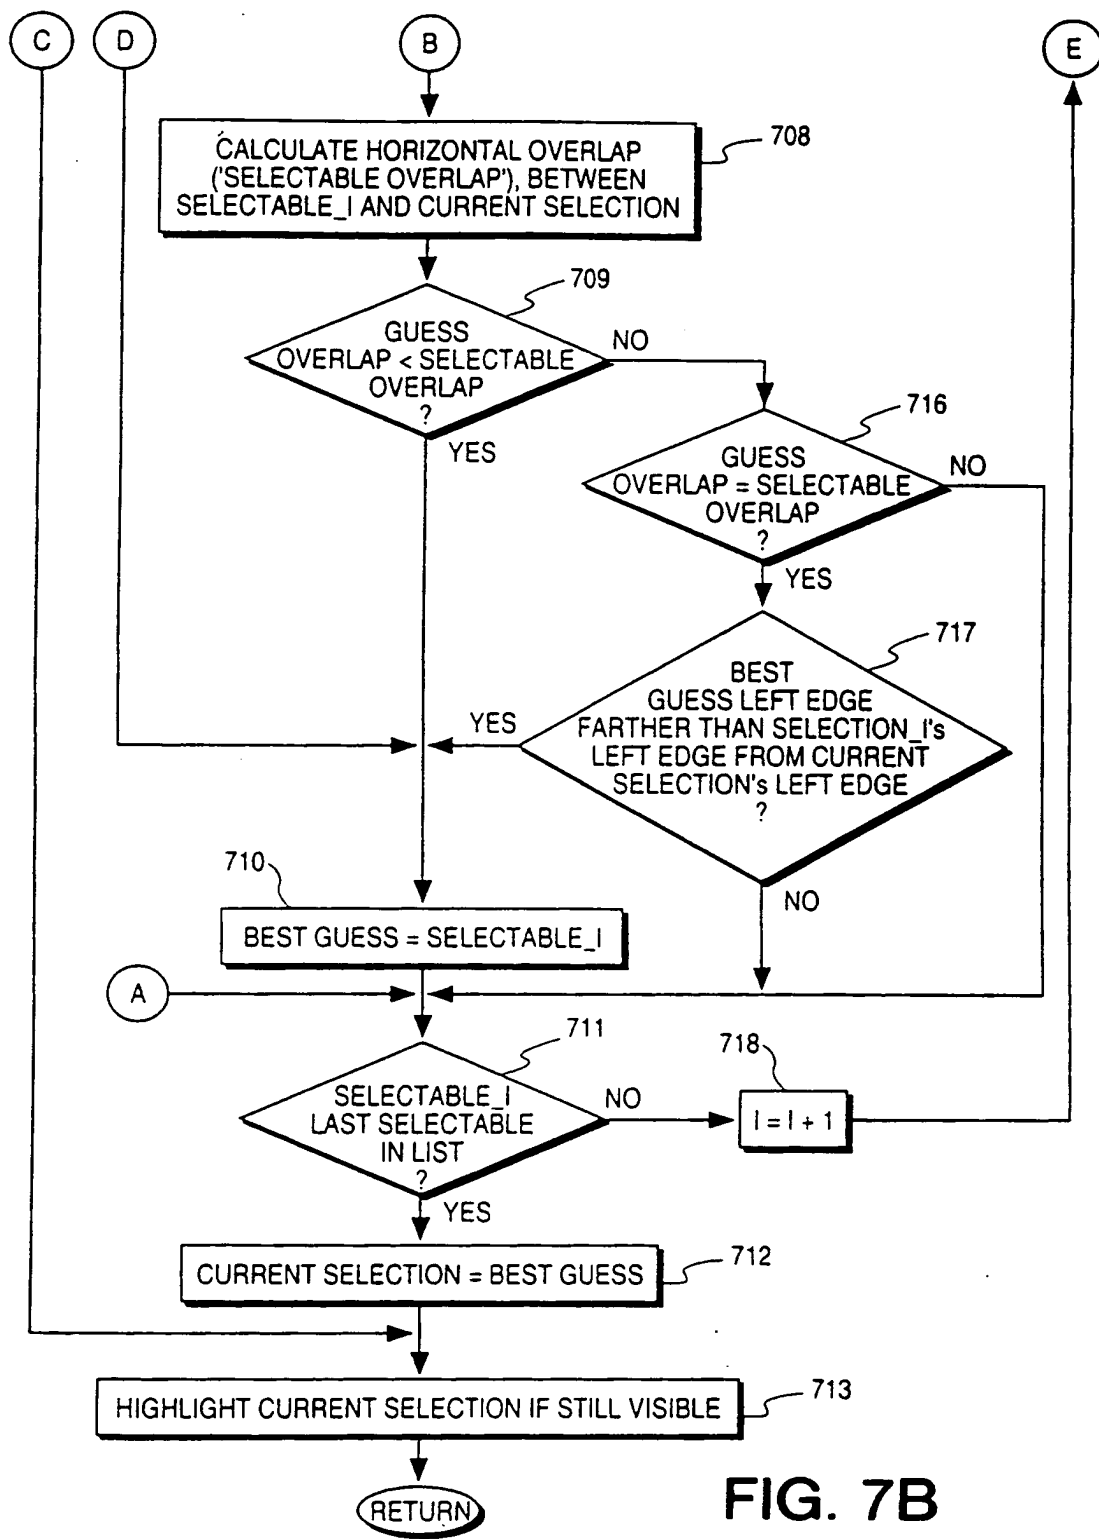 C
D
B
E
CALCULATE HORIZONTAL OVERLAP
('SELECTABLE OVERLAP'), BETWEEN
SELECTABLE_I AND CURRENT SELECTION
708
709
GUESS
OVERLAP < SELECTABLE
OVERLAP
?
NO
YES
716
GUESS
OVERLAP = SELECTABLE
OVERLAP
?
NO
YES
717
BEST
GUESS LEFT EDGE
FARTHER THAN SELECTION_I's
LEFT EDGE FROM CURRENT
SELECTION's LEFT EDGE
?
YES
NO
710
BEST GUESS = SELECTABLE_I
A
711
SELECTABLE_I
LAST SELECTABLE
IN LIST
?
NO
YES
718
I = I + 1
CURRENT SELECTION = BEST GUESS
712
HIGHLIGHT CURRENT SELECTION IF STILL VISIBLE
713
RETURN
FIG. 7B